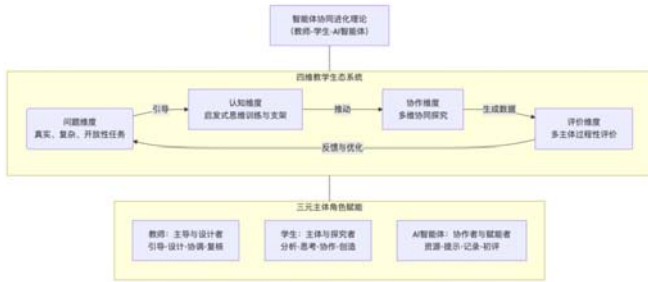 智能体协同进化理论
（教师-学生-AI智能体）
四维教学生态系统
问题维度
真实、复杂、开放性任务
引导
认知维度
启发式思维训练与支架
推动
协作维度
多维协同探究
生成数据
评价维度
多主体过程性评价
反馈与优化
三元主体角色赋能
教师：主导与设计者
引导-设计-协调-复核
学生：主体与探究者
分析-思考-协作-创造
AI智能体：协作者与赋能者
资源-提示-记录-初评